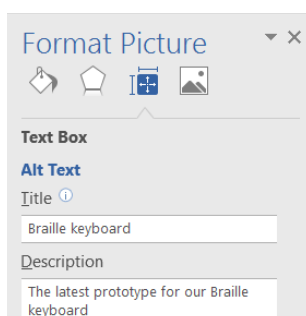 Format Picture
Text Box
Alt Text
Title
Braille keyboard
Description
The latest prototype for our Braille
keyboard